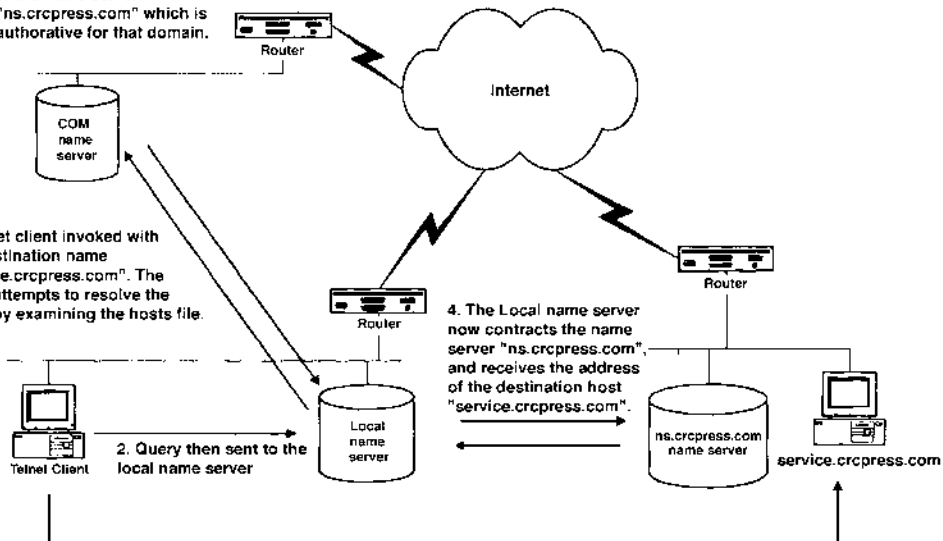 "ns.crcpress.com" which is
authorative for that domain.
Router
Internet
COM
name
server
et client invoked with
stination name
e.crcpress.com". The
attempts to resolve the
by examining the hosts file.
Router
Router
4. The Local name server
now contracts the name
server "ns.crcpress.com",
and receives the address
of the destination host
"service.crcpress.com".
Telnet Client
2. Query then sent to the
local name server
Local
name
server
ns.crcpress.com
name server
service.crcpress.com